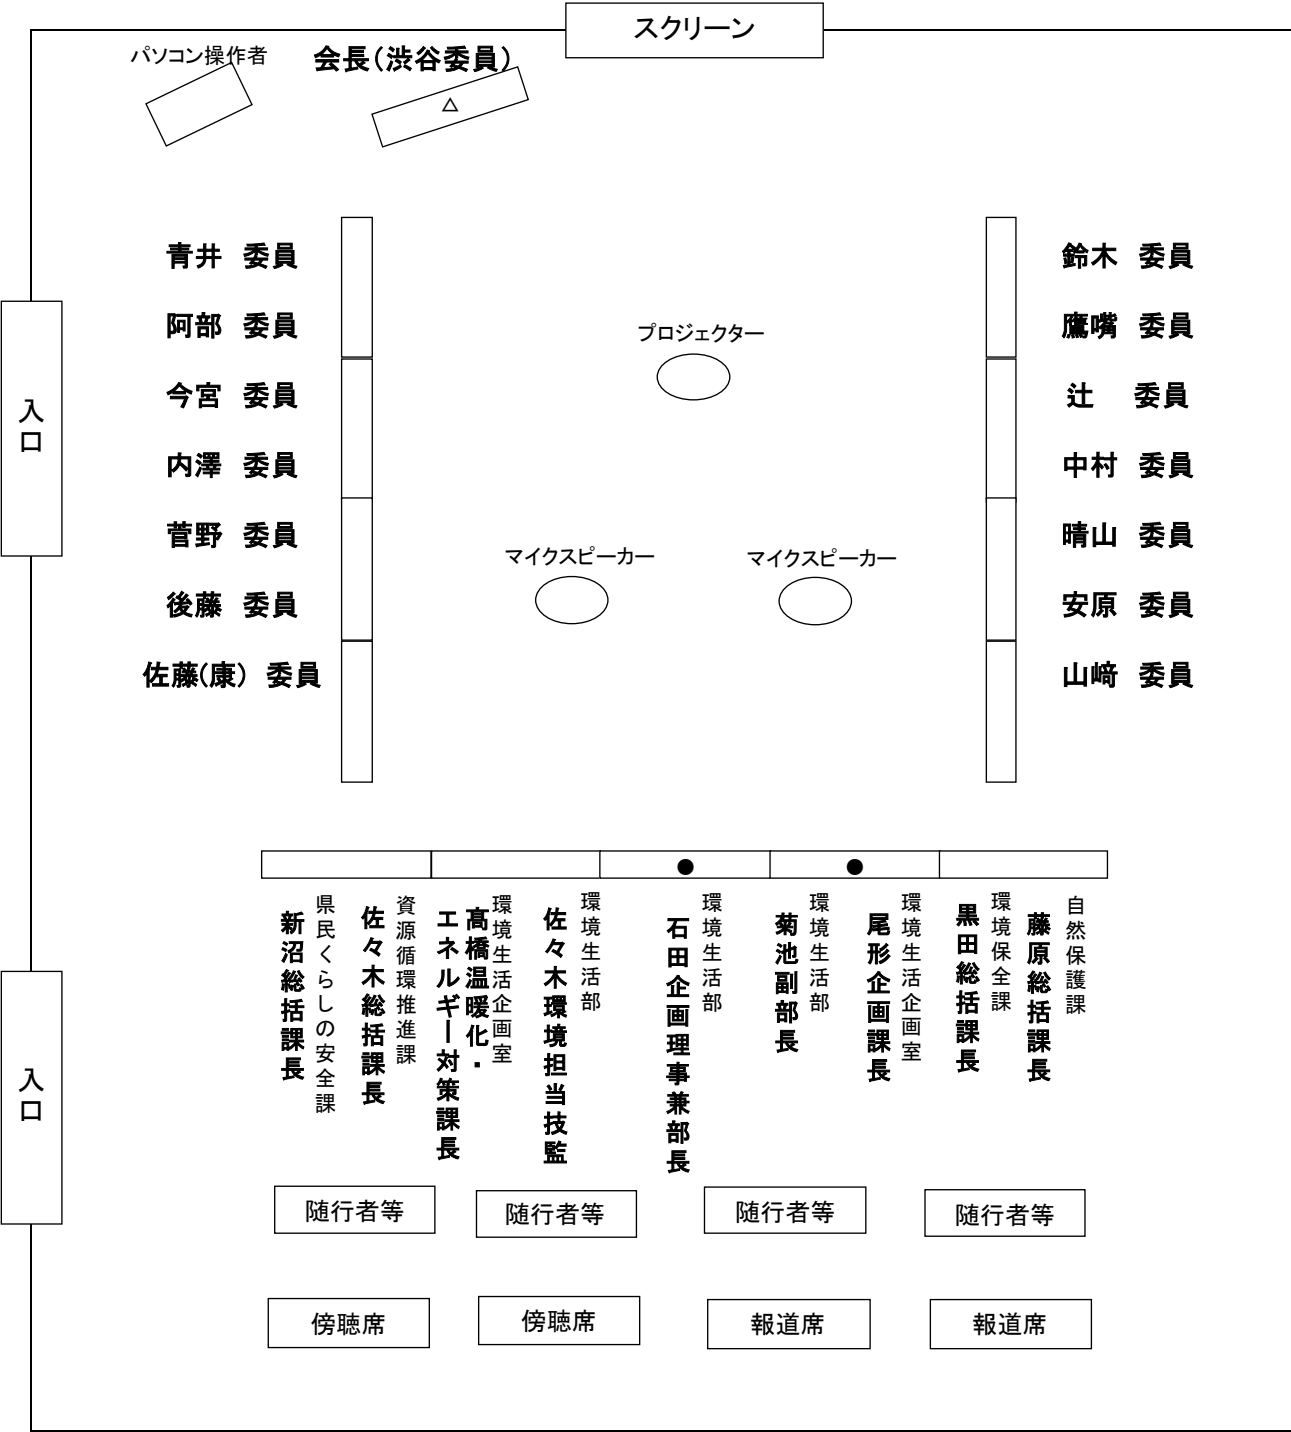 スクリーン
パソコン操作者
会長(渋谷委員)
△
青井 委員
阿部 委員
今宮 委員
内澤 委員
菅野 委員
後藤 委員
佐藤(康) 委員
プロジェクター
マイクスピーカー
マイクスピーカー
鈴木 委員
鷹嘴 委員
辻 委員
中村 委員
晴山 委員
安原 委員
山﨑 委員
入口
入口
県民くらしの安全課
新沼総括課長
資源循環推進課
佐々木総括課長
環境生活企画室
髙橋温暖化・
エネルギー対策課長
環境生活部
佐々木環境担当技監
環境生活部
石田企画理事兼部長
環境生活部
菊池副部長
環境生活企画室
尾形企画課長
環境保全課
黒田総括課長
自然保護課
藤原総括課長
随行者等
随行者等
随行者等
随行者等
傍聴席
傍聴席
報道席
報道席